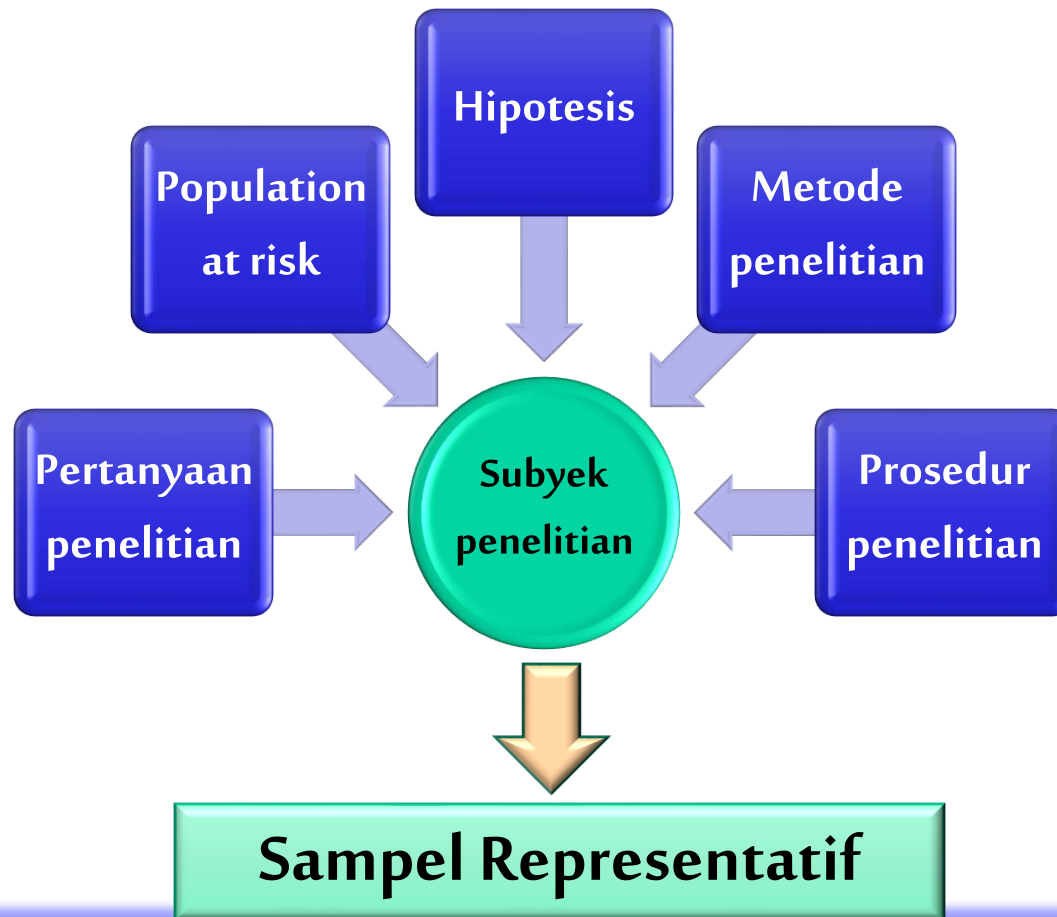 Hipotesis
Population
at risk
Metode
penelitian
Pertanyaan
penelitian
Subyek
penelitian
Prosedur
penelitian
Sampel Representatif